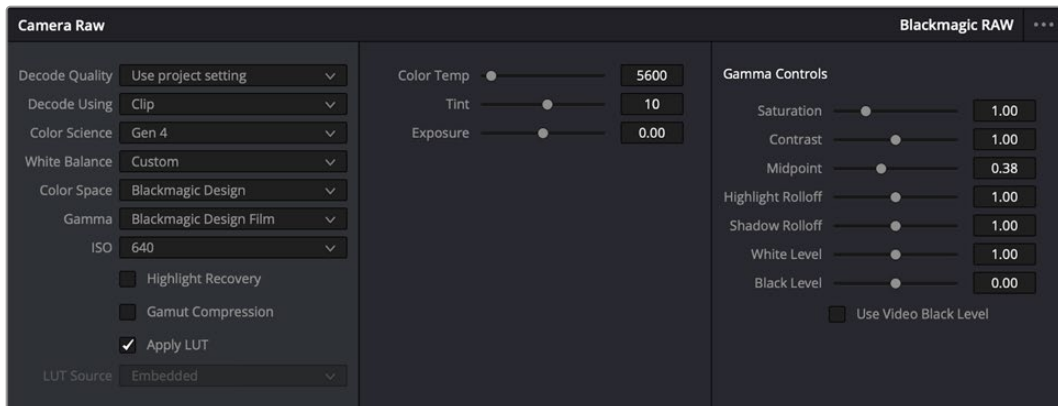 Camera Raw
Blackmagic RAW
Decode Quality Use project setting
Decode Using Clip
Color Science Gen 4
White Balance Custom
Color Space Blackmagic Design
Gamma Blackmagic Design Film
ISO 640
Highlight Recovery
Gamut Compression
Apply LUT
LUT Source Embedded
Color Temp 5600
Tint 10
Exposure 0.00
Gamma Controls
Saturation 1.00
Contrast 1.00
Midpoint 0.38
Highlight Rolloff 1.00
Shadow Rolloff 1.00
White Level 1.00
Black Level 0.00
Use Video Black Level